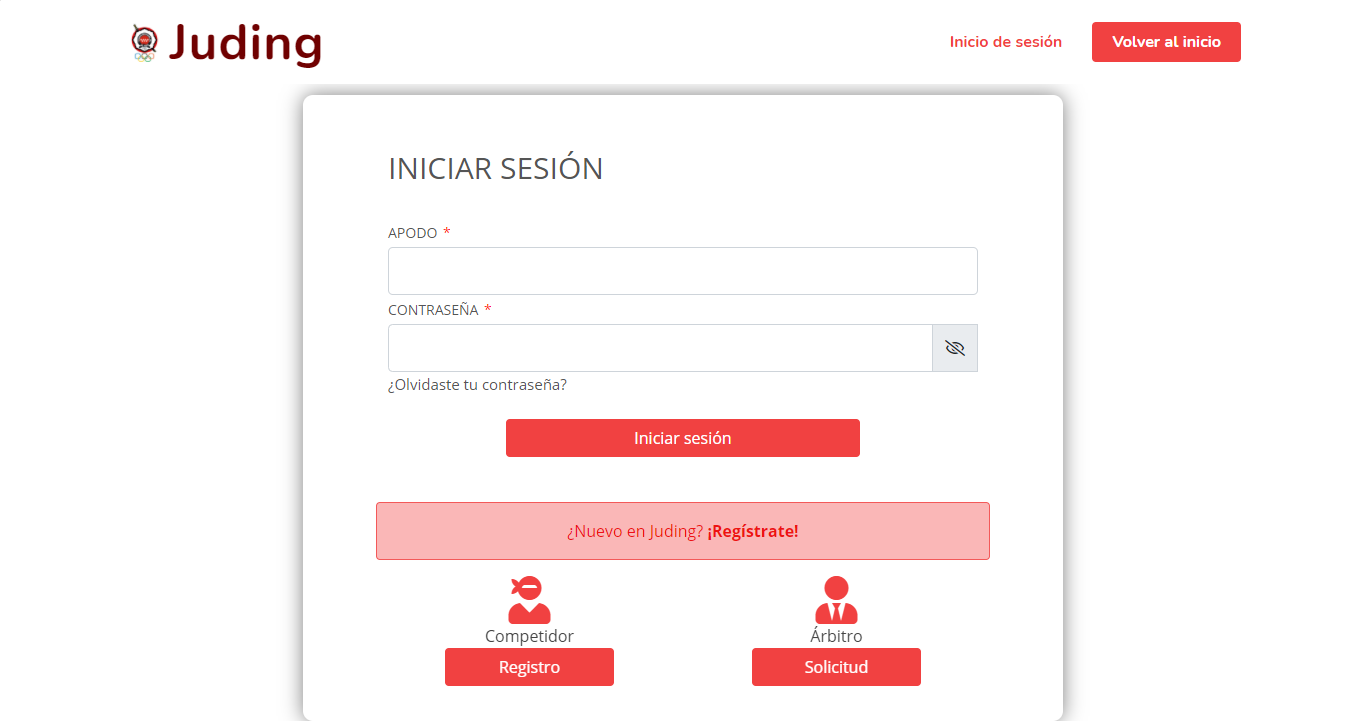 Juding
Inicio de sesión
Volver al inicio
INICIAR SESIÓN
APODO *
CONTRASEÑA *
¿Olvidaste tu contraseña?
Iniciar sesión
¿Nuevo en Juding? ¡Regístrate!
Competidor
Registro
Árbitro
Solicitud